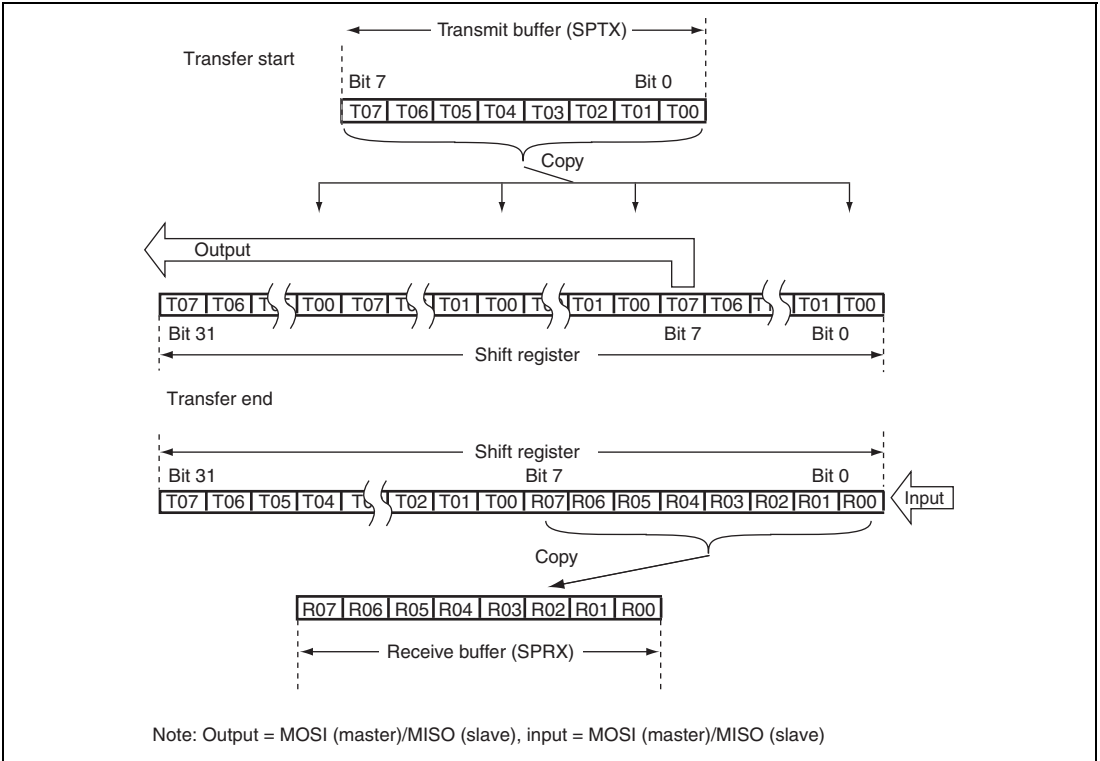 Transmit buffer (SPTX)
Transfer start
Bit 7 Bit 0
T07 T06 T05 T04 T03 T02 T01 T00
Copy
Output
T07 T06 T00 T07 T01 T00 T01 T00 T07 T06 T01 T00
Bit 31 Bit 7 Bit 0
Shift register
Transfer end
Shift register
Bit 31 Bit 7 Bit 0
T07 T06 T05 T04 T02 T01 T00 R07 R06 R05 R04 R03 R02 R01 R00 Input
Copy
R07 R06 R05 R04 R03 R02 R01 R00
Receive buffer (SPRX)
Note: Output = MOSI (master)/MISO (slave), input = MOSI (master)/MISO (slave)